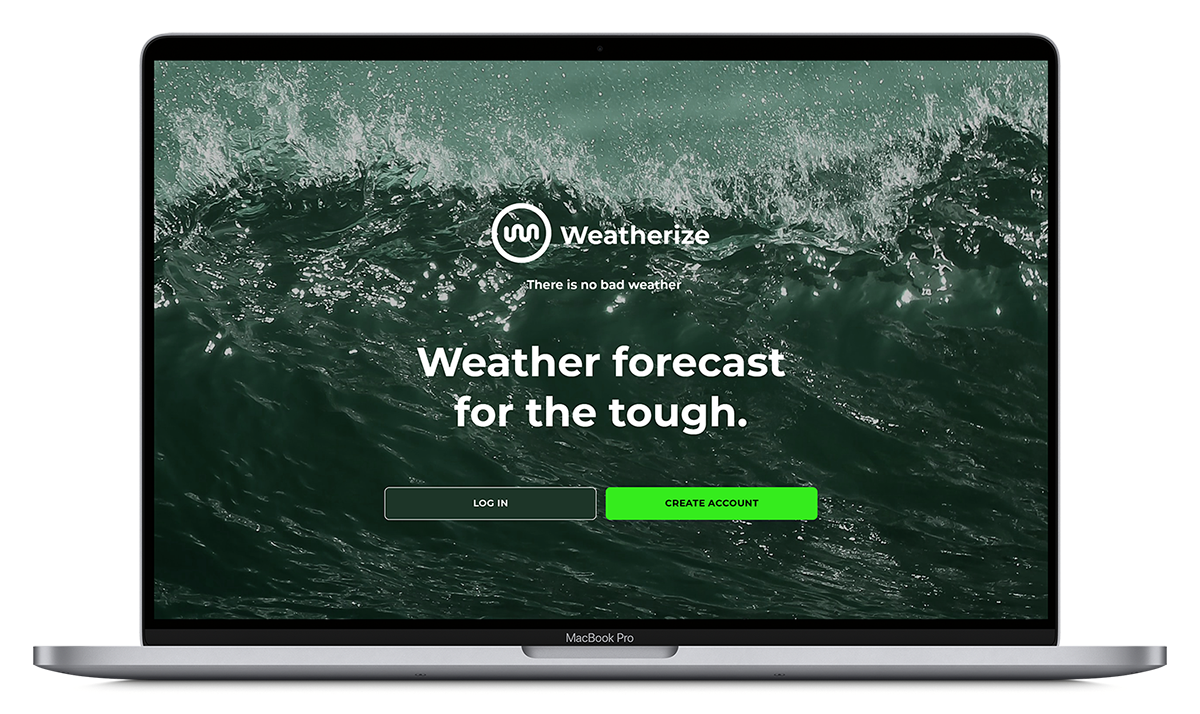 Weatherize
There is no bad weather
Weather forecast
for the tough.
LOG IN
CREATE ACCOUNT
MacBook Pro